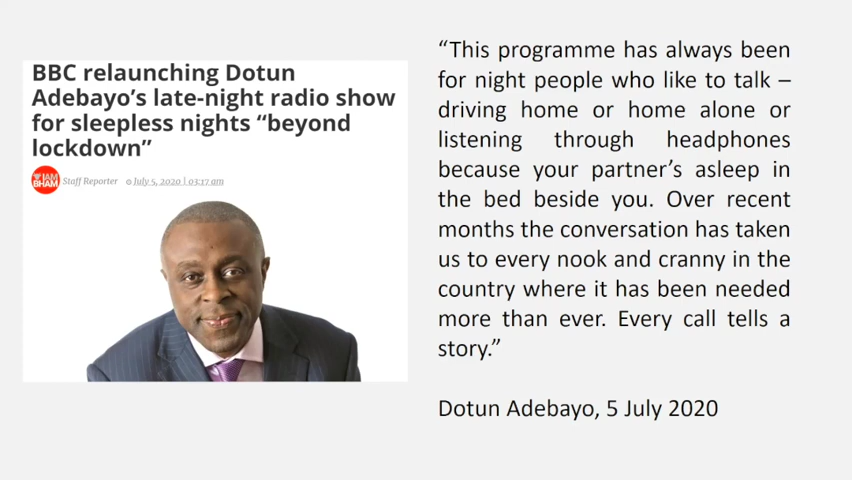 BBC relaunching Dotun
Adebayo’s late-night radio show
for sleepless nights “beyond
lockdown”
I AM
BHAM
Staff Reporter July 5, 2020 | 03:17 am
“This programme has always been
for night people who like to talk –
driving home or home alone or
listening through headphones
because your partner’s asleep in
the bed beside you. Over recent
months the conversation has taken
us to every nook and cranny in the
country where it has been needed
more than ever. Every call tells a
story.”
Dotun Adebayo, 5 July 2020